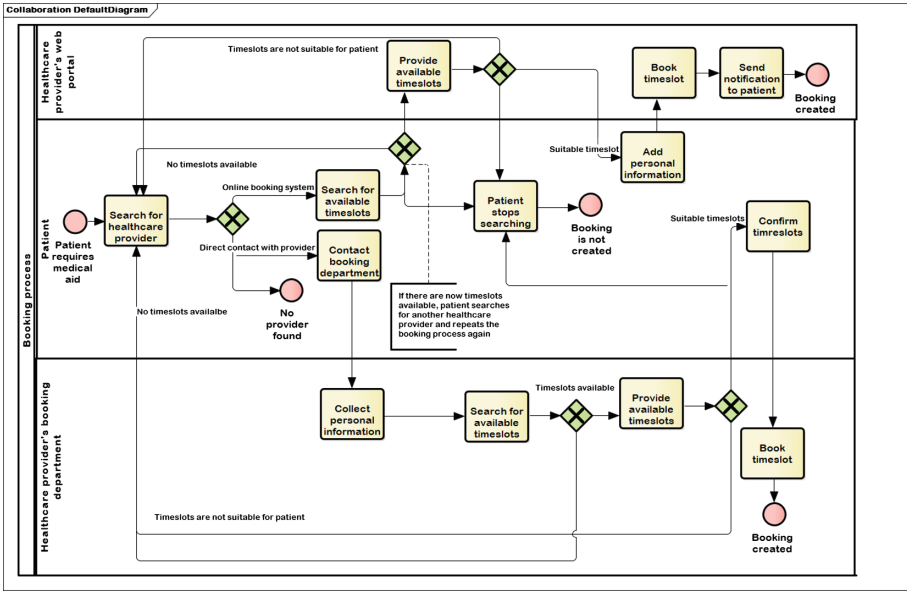 Collaboration DefaultDiagram
Booking process
Healthcare
provider's web
portal
Timeslots are not suitable for patient
Provide
available
timeslots
Book
timeslot
Send
notification
to patient
Booking
created
Patient
No timeslots available
Suitable timeslot
Add
personal
information
Patient
requires
medical
aid
Search for
healthcare
provider
Online booking system
Search for
available
timeslots
Patient
stops
searching
Booking
is not
created
Suitable timeslots
Confirm
timreslots
Direct contact with provider
Contact
booking
department
No timeslots availalbe
No
provider
found
If there are now timeslots
available, patient searches
for another healthcare
provider and repeats the
booking process again
Healthcare provider's booking
department
Collect
personal
information
Search for
available
timeslots
Timeslots available
Provide
available
timeslots
Book
timeslot
Timeslots are not suitable for patient
Booking
created